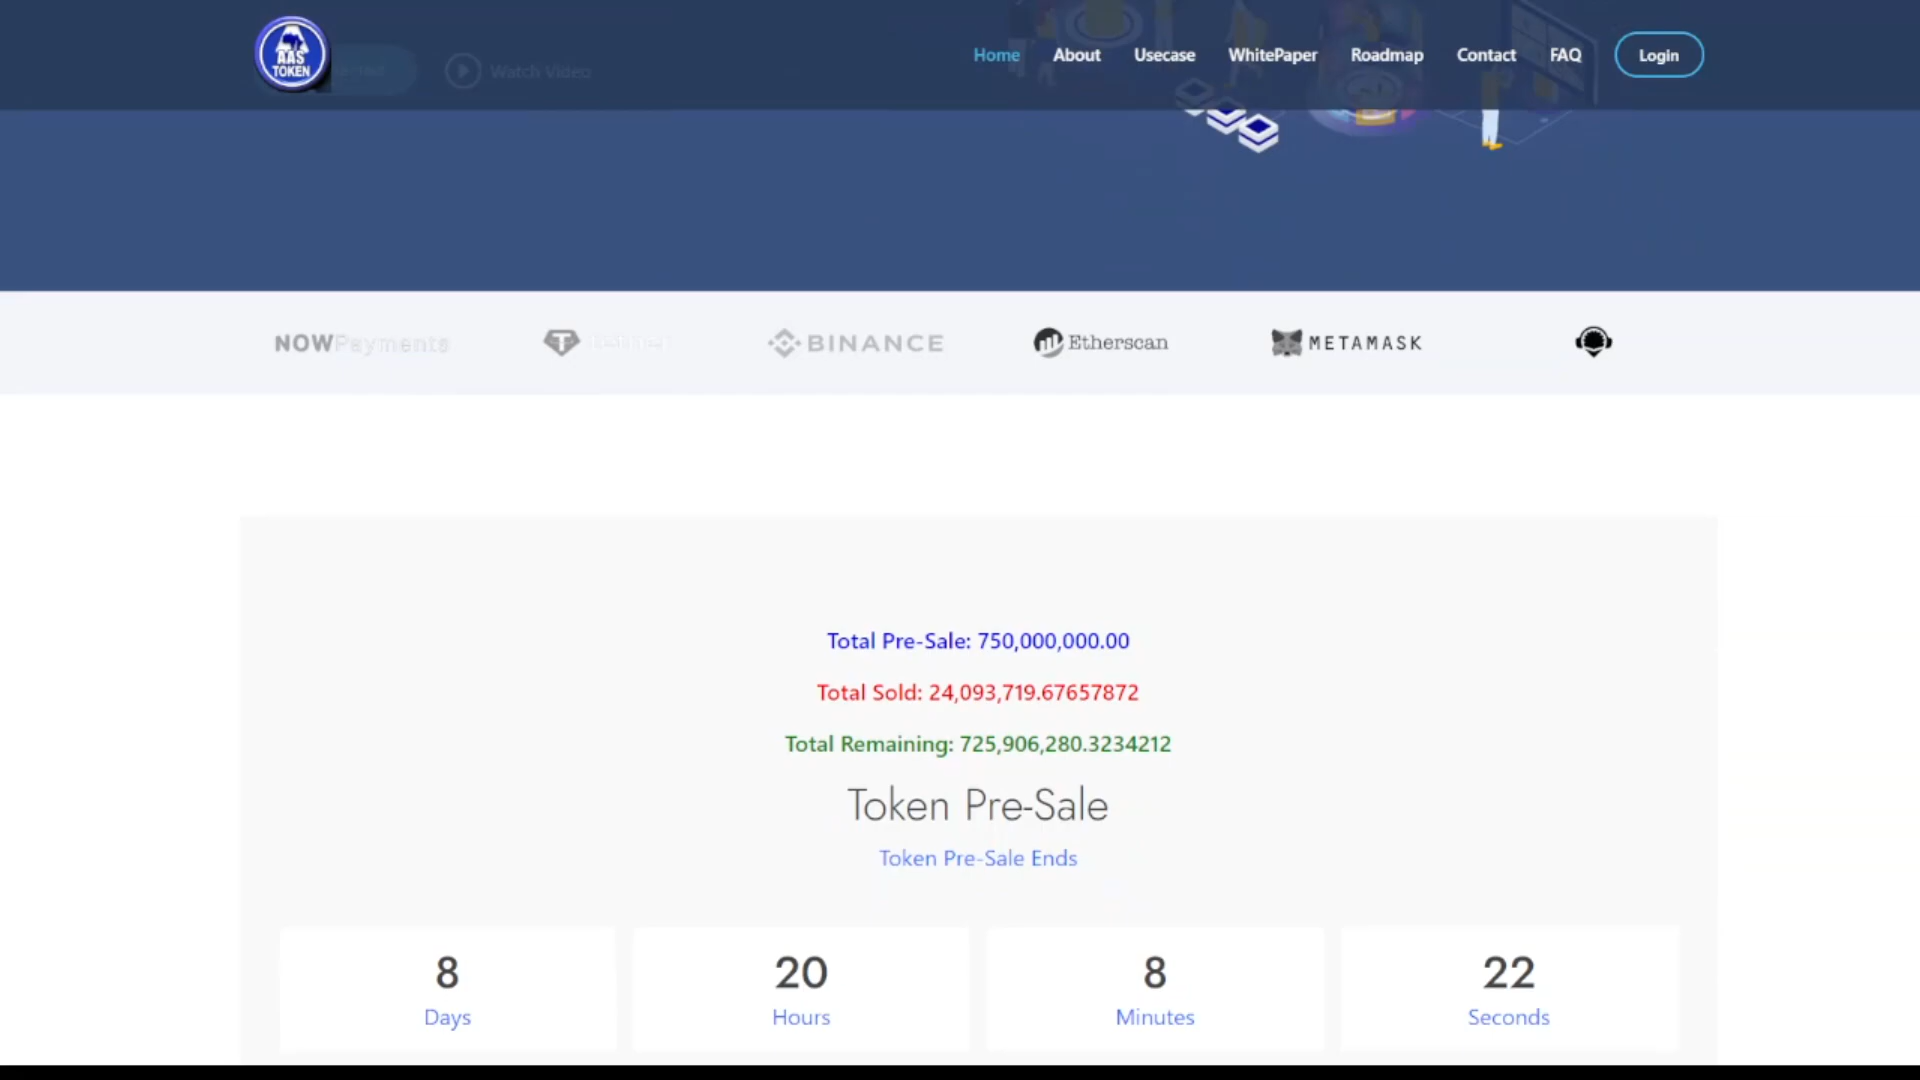 AAS
TOKEN
Watch Video
Home
About
Usecase
WhitePaper
Roadmap
Contact
FAQ
Login
NOWPayments
tether
BINANCE
Etherscan
METAMASK
Total Pre-Sale: 750,000,000.00
Total Sold: 24,093,719.67657872
Total Remaining: 725,906,280.3234212
Token Pre-Sale
Token Pre-Sale Ends
8
Days
20
Hours
8
Minutes
22
Seconds